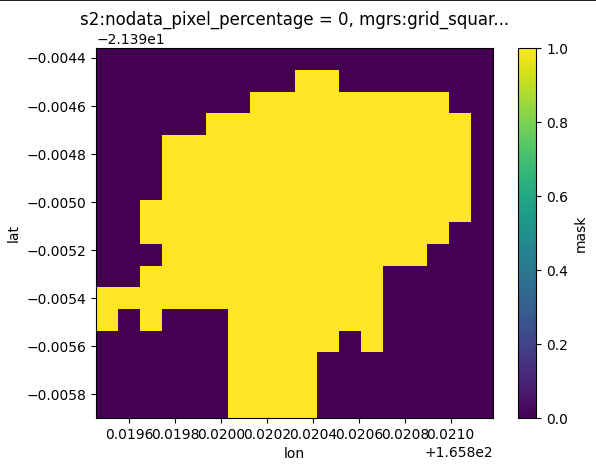 s2:nodata_pixel_percentage = 0, mgrs:grid_squar...
−2.139e1
−0.0044
−0.0046
−0.0048
−0.0050
−0.0052
−0.0054
−0.0056
−0.0058
lat
0.0196 0.0198 0.0200 0.0202 0.0204 0.0206 0.0208 0.0210
lon
+1.658e2
1.0
0.8
0.6
0.4
0.2
0.0
mask